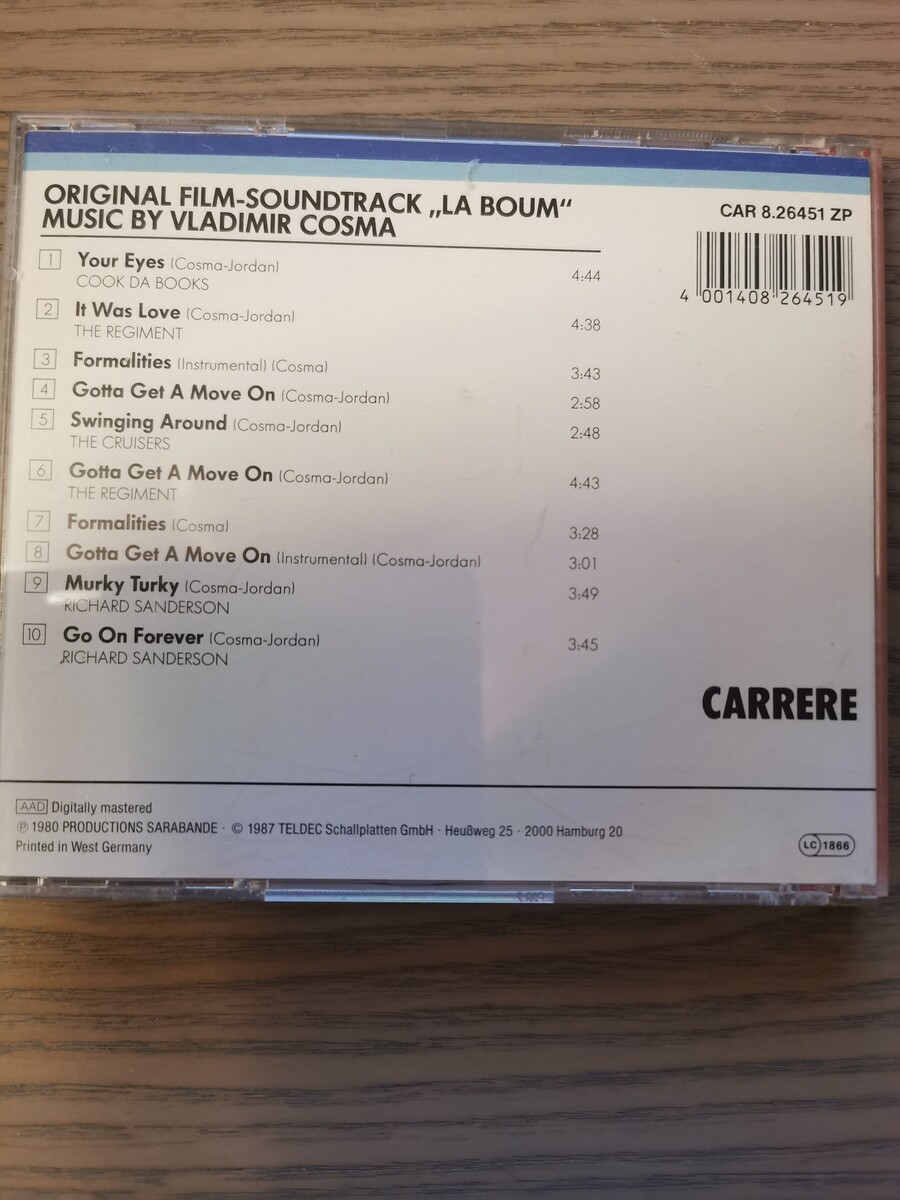 ORIGINAL FILM-SOUNDTRACK „LA BOUM“
MUSIC BY VLADIMIR COSMA
CAR 8.26451 ZP
4 001408 264519
1 Your Eyes (Cosma-Jordan) 4:44
COOK DA BOOKS
2 It Was Love (Cosma-Jordan) 4:38
THE REGIMENT
3 Formalities (Instrumental) (Cosma) 3:43
4 Gotta Get A Move On (Cosma-Jordan) 2:58
5 Swinging Around (Cosma-Jordan) 2:48
THE CRUISERS
6 Gotta Get A Move On (Cosma-Jordan) 4:43
THE REGIMENT
7 Formalities (Cosma) 3:28
8 Gotta Get A Move On (Instrumental) (Cosma-Jordan) 3:01
9 Murky Turky (Cosma-Jordan) 3:49
RICHARD SANDERSON
10 Go On Forever (Cosma-Jordan) 3:45
RICHARD SANDERSON
CARRERE
AAD Digitally mastered
℗ 1980 PRODUCTIONS SARABANDE · © 1987 TELDEC Schallplatten GmbH · Heußweg 25 · 2000 Hamburg 20
Printed in West Germany
LC 1866